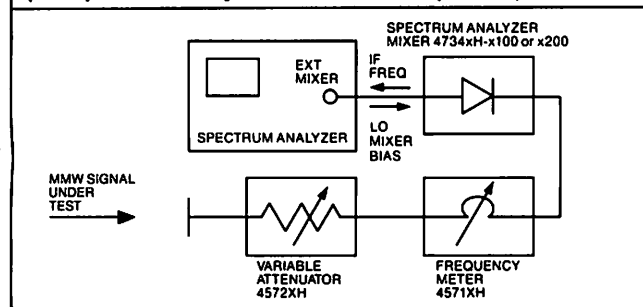 SPECTRUM ANALYZER
MIXER 4734xH-x100 or x200
EXT
MIXER
IF
FREQ
SPECTRUM ANALYZER
LO
MIXER
BIAS
MMW SIGNAL
UNDER
TEST
VARIABLE
ATTENUATOR
4572XH
FREQUENCY
METER
4571XH